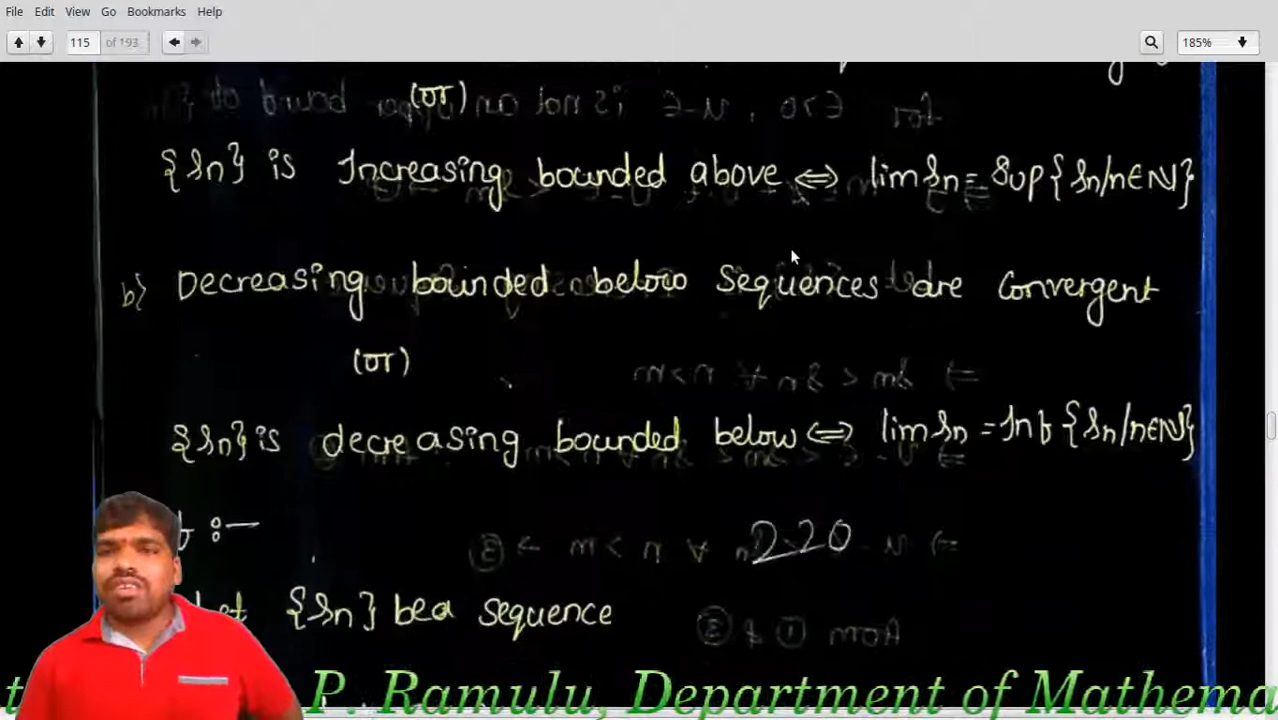 File Edit View Go Bookmarks Help
115 of 193 185%
(or)
{Sn} is Increasing bounded above ⇔ lim Sn = Sup {Sn/n∈N}
b) Decreasing bounded below Sequences are Convergent
(or)
{Sn} is decreasing bounded below ⇔ lim Sn = Inf {Sn/n∈N}
:—
220
Let {Sn} be a sequence
P. Ramulu, Department of Mathema